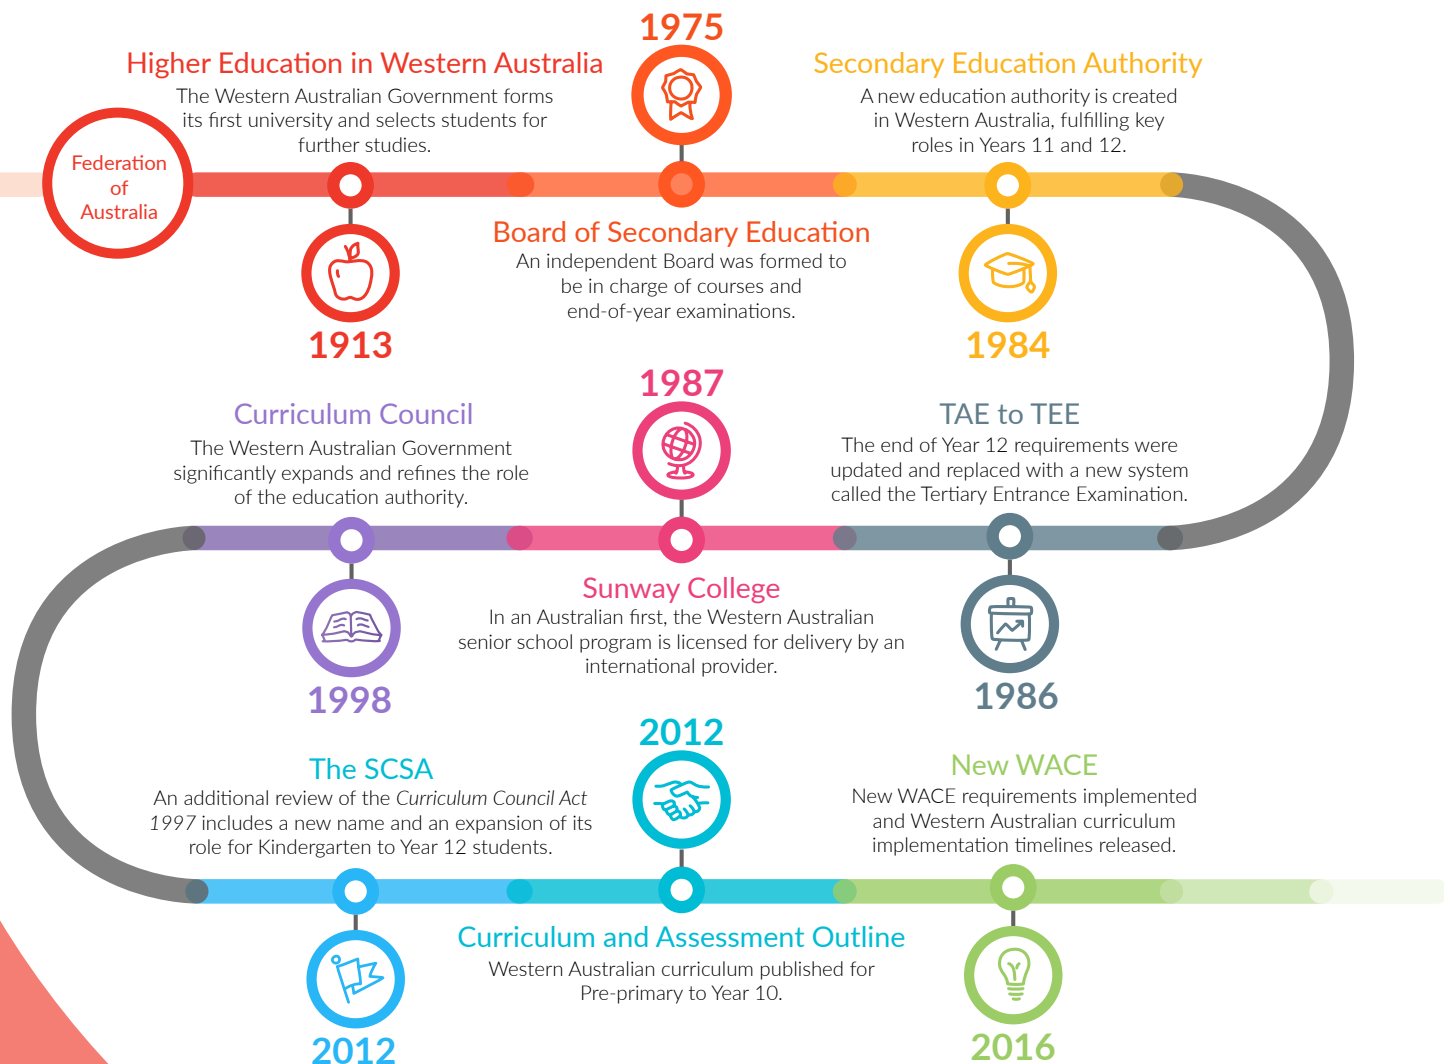 Federation
of
Australia
Higher Education in Western Australia
The Western Australian Government forms
its first university and selects students for
further studies.
1913
1975
Board of Secondary Education
An independent Board was formed to
be in charge of courses and
end-of-year examinations.
Secondary Education Authority
A new education authority is created
in Western Australia, fulfilling key
roles in Years 11 and 12.
1984
TAE to TEE
The end of Year 12 requirements were
updated and replaced with a new system
called the Tertiary Entrance Examination.
1986
1987
Sunway College
In an Australian first, the Western Australian
senior school program is licensed for delivery by an
international provider.
Curriculum Council
The Western Australian Government
significantly expands and refines the role
of the education authority.
1998
The SCSA
An additional review of the Curriculum Council Act
1997 includes a new name and an expansion of its
role for Kindergarten to Year 12 students.
2012
2012
Curriculum and Assessment Outline
Western Australian curriculum published for
Pre-primary to Year 10.
New WACE
New WACE requirements implemented
and Western Australian curriculum
implementation timelines released.
2016